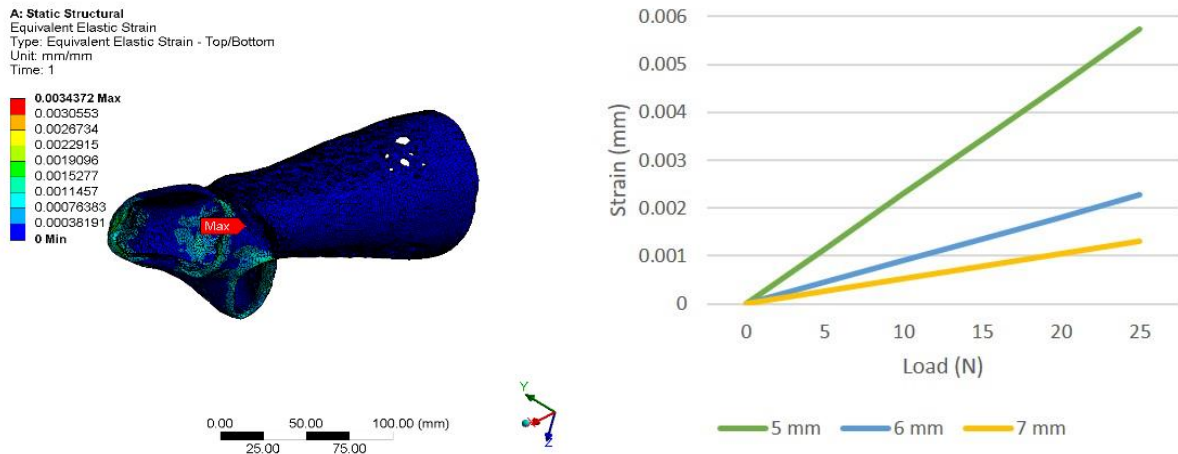 A: Static Structural
Equivalent Elastic Strain
Type: Equivalent Elastic Strain - Top/Bottom
Unit: mm/mm
Time: 1
0.0034372 Max
0.0030553
0.0026734
0.0022915
0.0019096
0.0015277
0.0011457
0.00076383
0.00038191
0 Min
Max
Y
Z
0.00 50.00 100.00 (mm)
25.00 75.00
0.006
0.005
0.004
0.003
0.002
0.001
0
Strain (mm)
0 5 10 15 20 25
Load (N)
5 mm 6 mm 7 mm